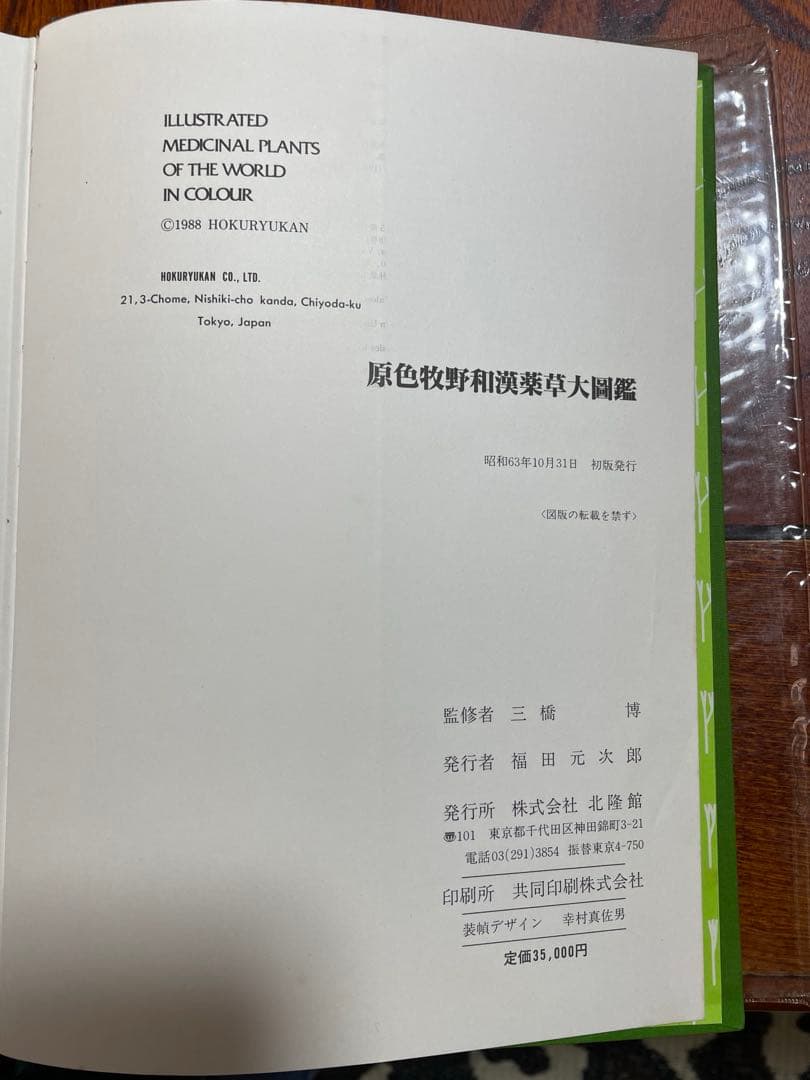 ILLUSTRATED
MEDICINAL PLANTS
OF THE WORLD
IN COLOUR
©1988 HOKURYUKAN
HOKURYUKAN CO., LTD.
21,3-Chome, Nishiki-cho kanda, Chiyoda-ku
Tokyo, Japan
原色牧野和漢薬草大圖鑑
昭和63年10月31日 初版発行
〈図版の転載を禁ず〉
監修者 三橋 博
発行者 福田元次郎
発行所 株式会社 北隆館
〠101 東京都千代田区神田錦町3-21
電話03(291)3854 振替東京4-750
印刷所 共同印刷株式会社
装幀デザイン 幸村真佐男
定価35,000円